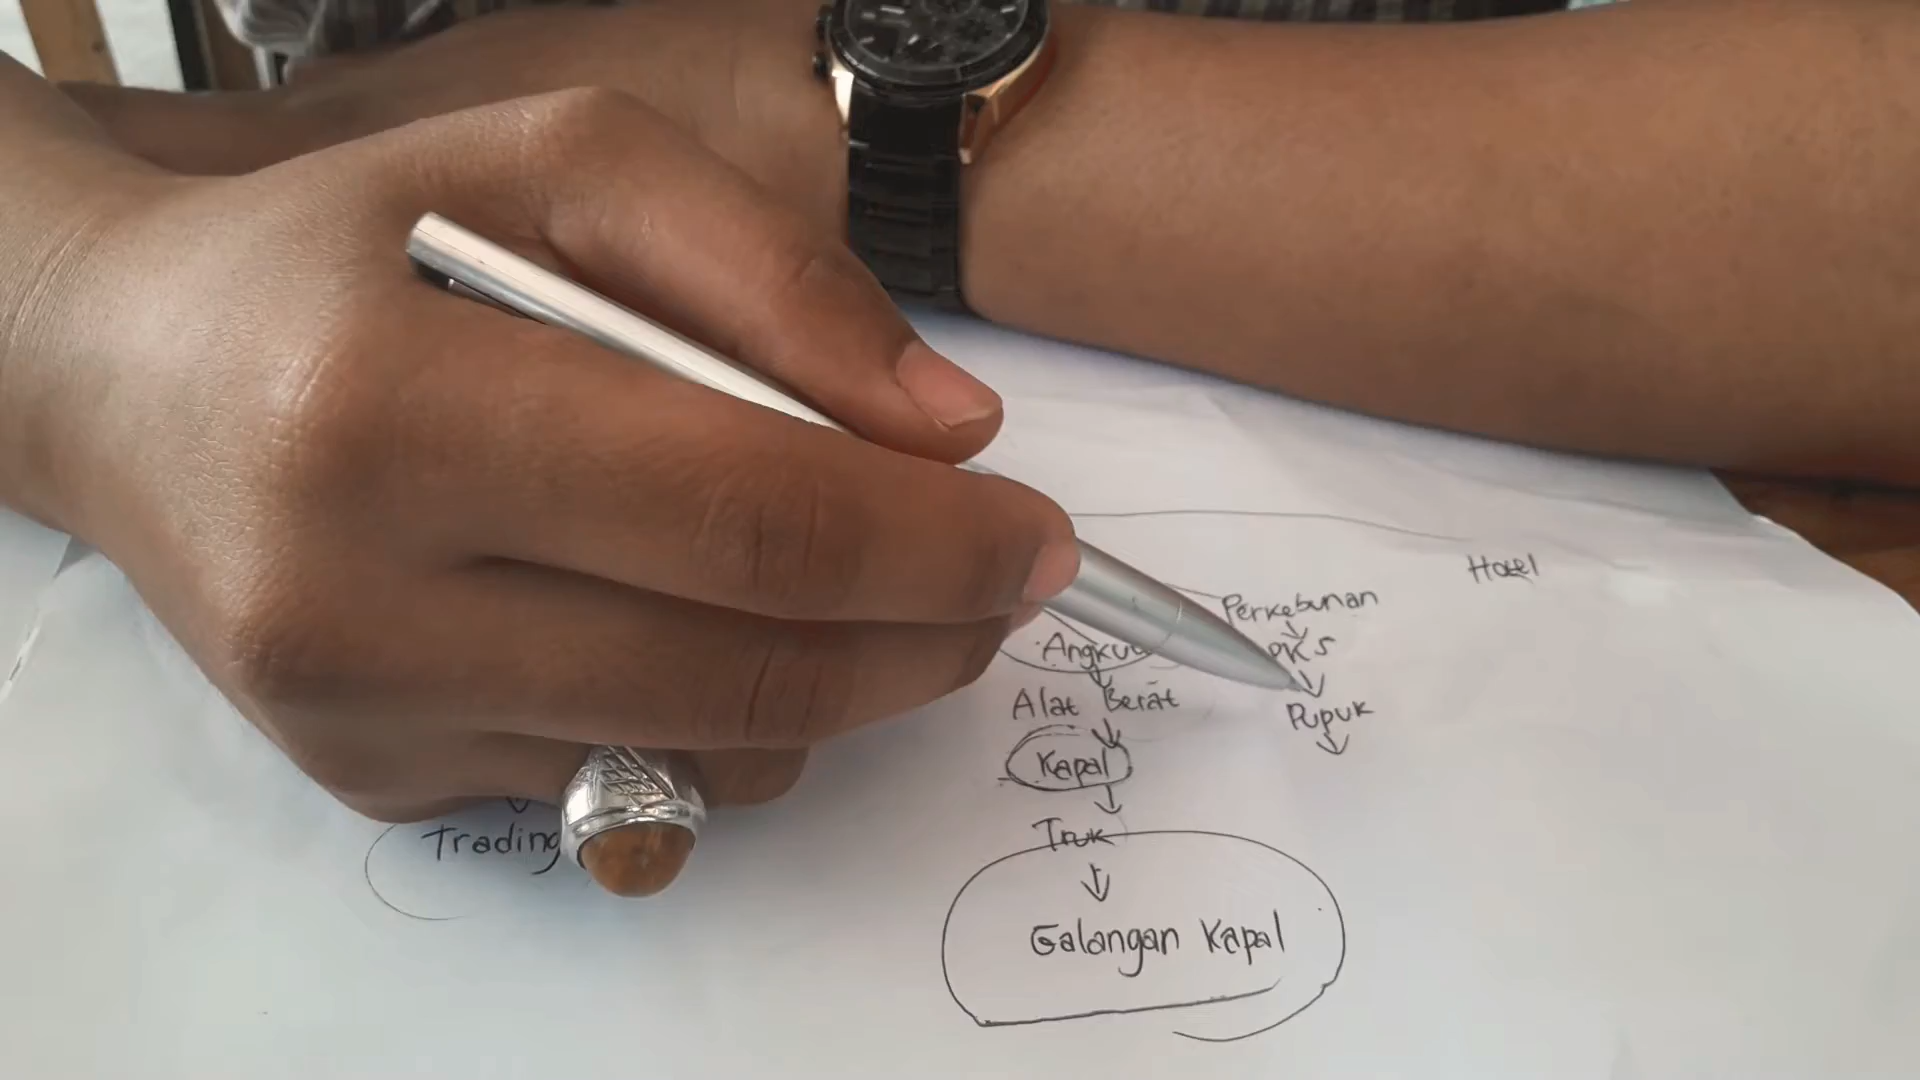 Hotel
Perkebunan
PKS
Pupuk
Alat Berat
Kapal
Truk
Trading
Galangan Kapal